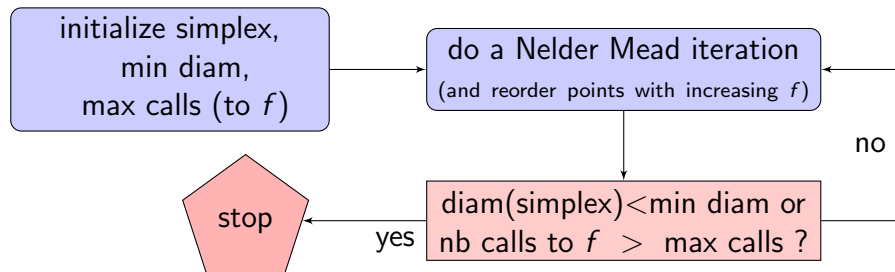 initialize simplex,
min diam,
max calls (to f)
do a Nelder Mead iteration
(and reorder points with increasing f)
no
diam(simplex)<min diam or
nb calls to f > max calls ?
yes
stop